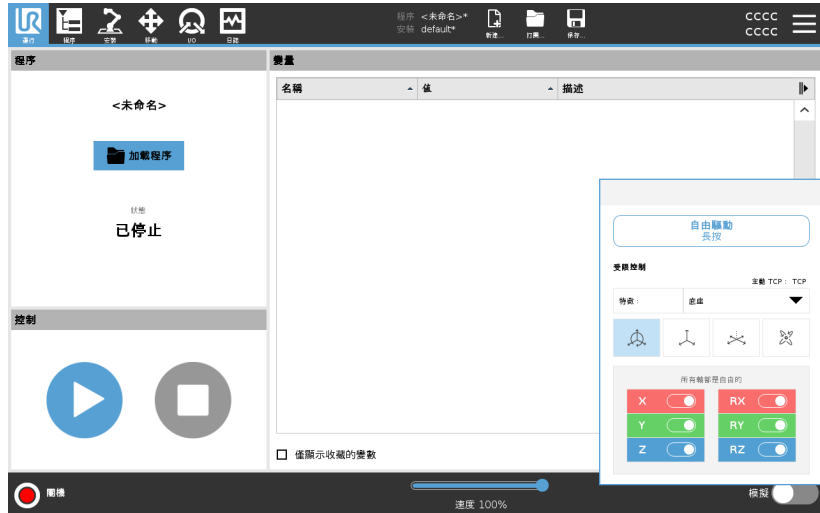 程序 <未命名>*
安裝 default*
新建...
打開...
保存...
cccc
cccc
運行
程序
安裝
移動
I/O
日誌
程序
變量
<未命名>
加載程序
狀態
已停止
控制
名稱
值
描述
僅顯示收藏的變數
自由驅動
長按
受限控制
主動 TCP : TCP
特徵 :
底座
所有軸都是自由的
X
RX
Y
RY
Z
RZ
關機
速度 100%
模擬